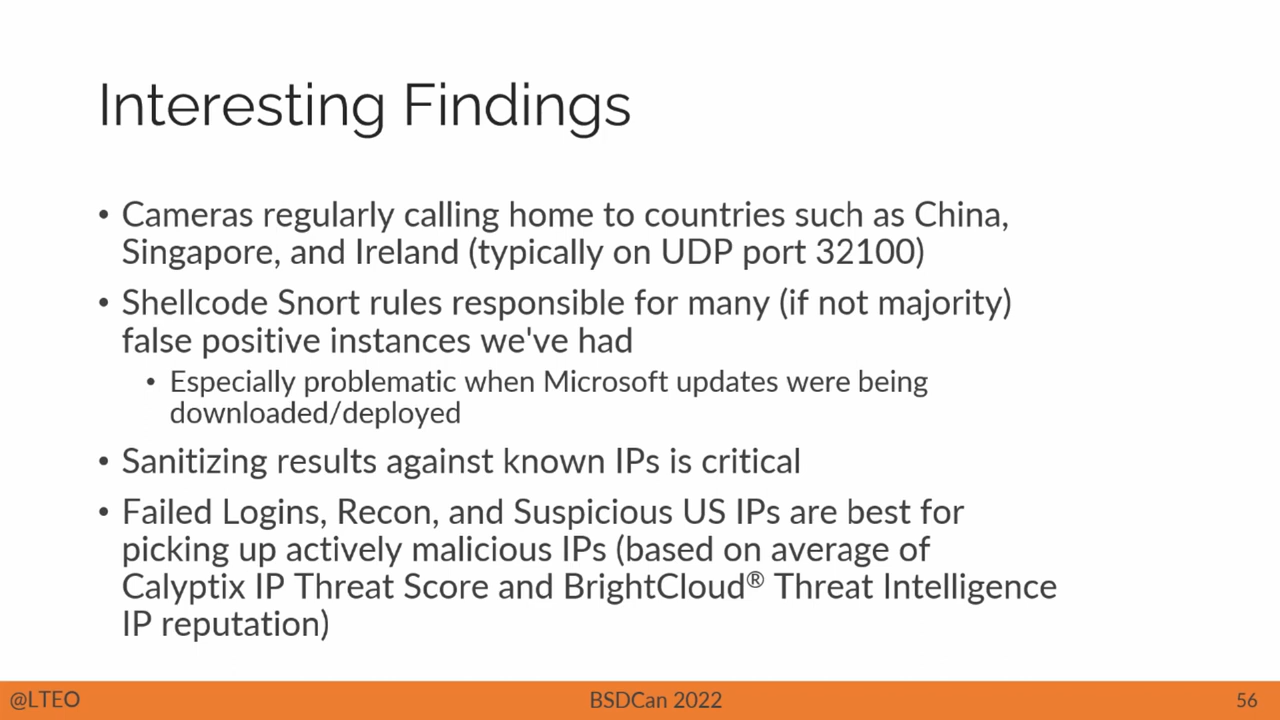 Interesting Findings
• Cameras regularly calling home to countries such as China,
Singapore, and Ireland (typically on UDP port 32100)
• Shellcode Snort rules responsible for many (if not majority)
false positive instances we've had
• Especially problematic when Microsoft updates were being
downloaded/deployed
• Sanitizing results against known IPs is critical
• Failed Logins, Recon, and Suspicious US IPs are best for
picking up actively malicious IPs (based on average of
Calyptix IP Threat Score and BrightCloud® Threat Intelligence
IP reputation)
@LTEO
BSDCan 2022
56